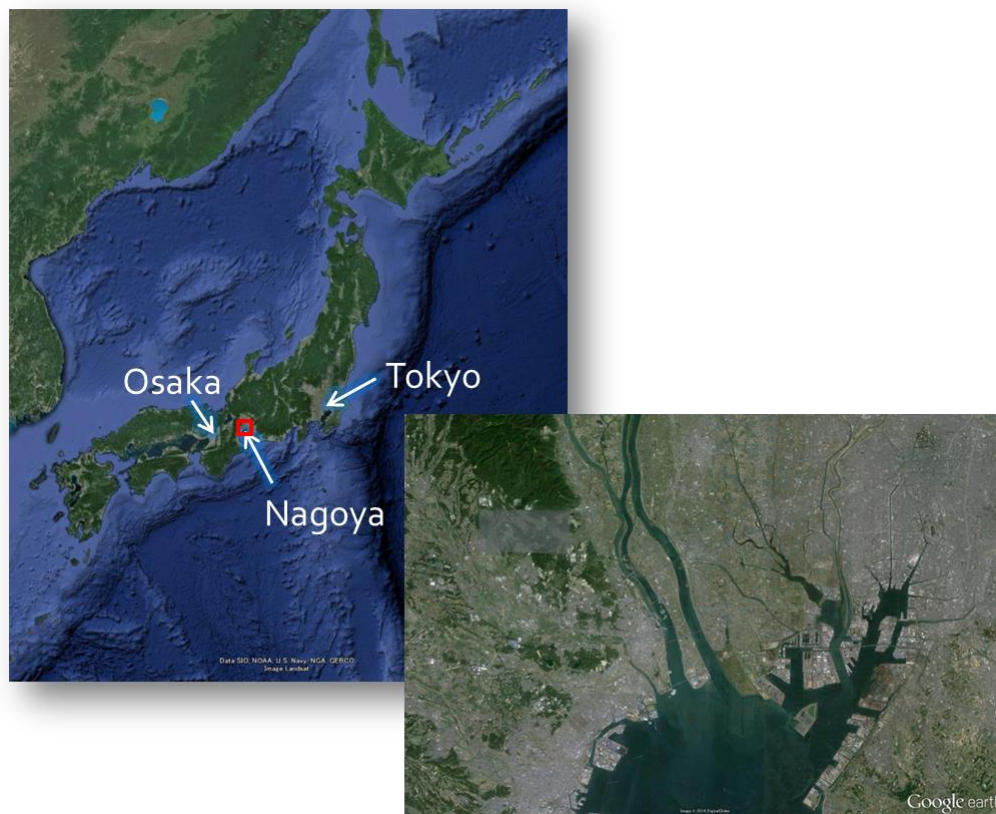 Osaka
Tokyo
Nagoya
Data SIO, NOAA, U.S. Navy, NGA, GEBCO
Image Landsat
Google earth